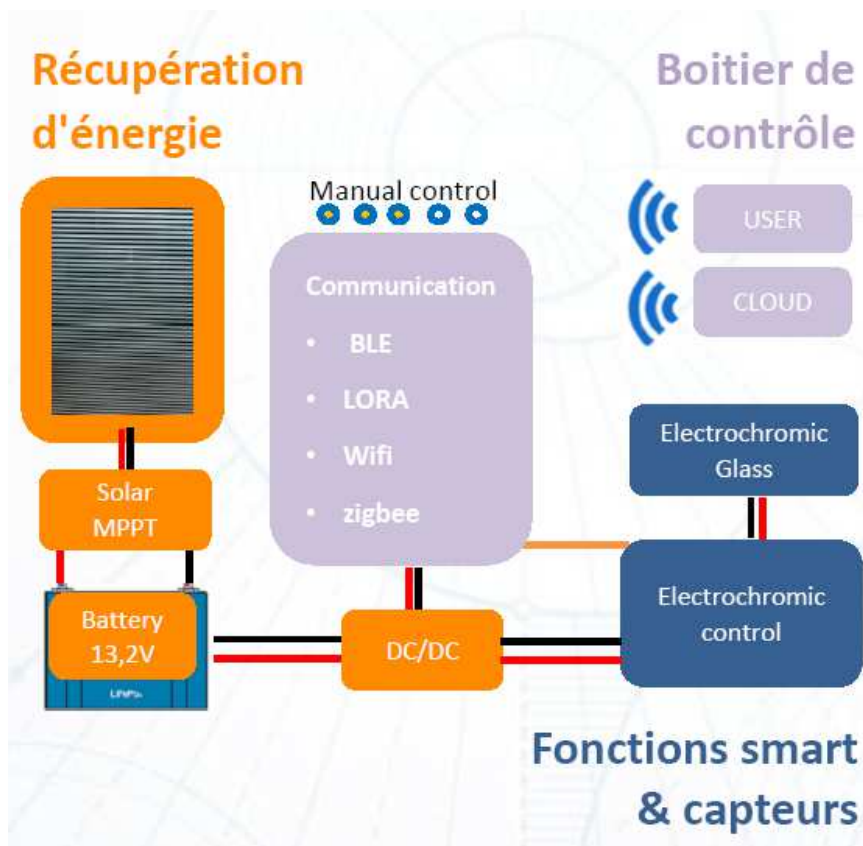 Récupération
d'énergie
Boitier de
contrôle
Manual control
USER
CLOUD
Communication
• BLE
• LORA
• Wifi
• zigbee
Solar
MPPT
Battery
13,2V
DC/DC
Electrochromic
Glass
Electrochromic
control
Fonctions smart
& capteurs